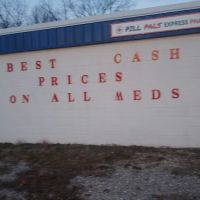 PILL PALS EXPRESS PHA
BEST CASH
PRICES
ON ALL MEDS